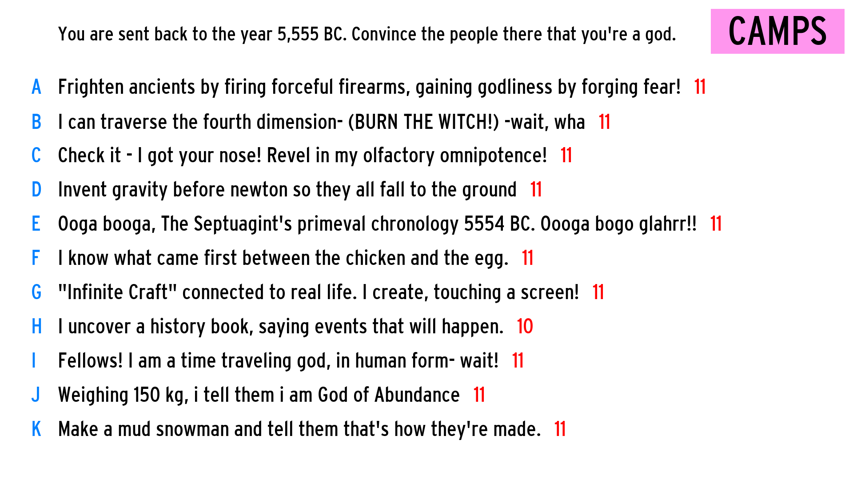 You are sent back to the year 5,555 BC. Convince the people there that you're a god.
CAMPS
A Frighten ancients by firing forceful firearms, gaining godliness by forging fear! 11
B I can traverse the fourth dimension- (BURN THE WITCH!) -wait, wha 11
C Check it - I got your nose! Revel in my olfactory omnipotence! 11
D Invent gravity before newton so they all fall to the ground 11
E Ooga booga, The Septuagint's primeval chronology 5554 BC. Oooga bogo glahrr!! 11
F I know what came first between the chicken and the egg. 11
G "Infinite Craft" connected to real life. I create, touching a screen! 11
H I uncover a history book, saying events that will happen. 10
I Fellows! I am a time traveling god, in human form- wait! 11
J Weighing 150 kg, i tell them i am God of Abundance 11
K Make a mud snowman and tell them that's how they're made. 11